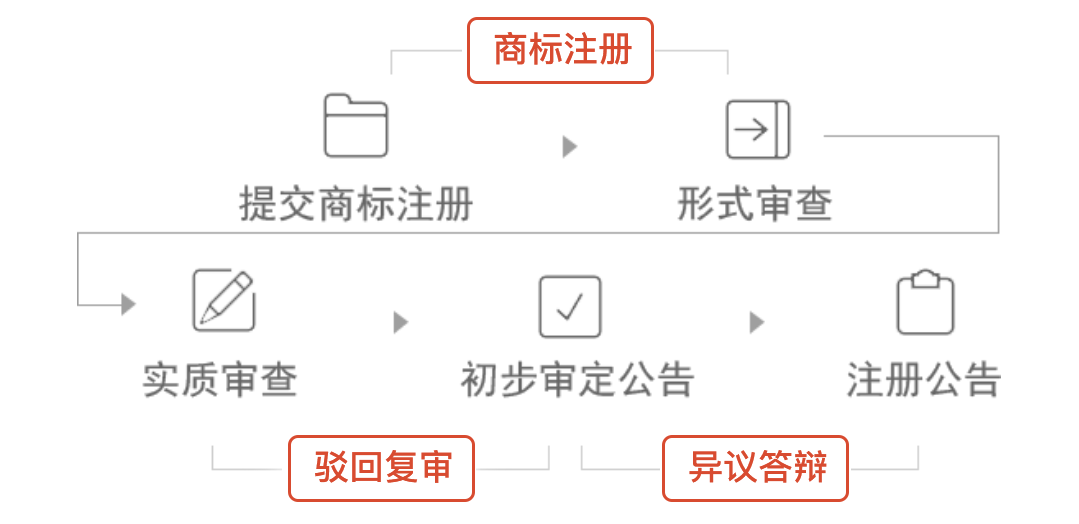 商标注册
提交商标注册
形式审查
实质审查
初步审定公告
注册公告
驳回复审
异议答辩